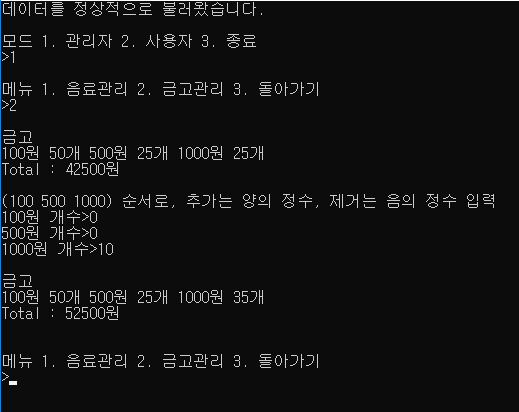 데이터를 정상적으로 불러왔습니다.
모드 1. 관리자 2. 사용자 3. 종료
>1
메뉴 1. 음료관리 2. 금고관리 3. 돌아가기
>2
금고
100원 50개 500원 25개 1000원 25개
Total : 42500원
(100 500 1000) 순서로, 추가는 양의 정수, 제거는 음의 정수 입력
100원 개수>0
500원 개수>0
1000원 개수>10
금고
100원 50개 500원 25개 1000원 35개
Total : 52500원
메뉴 1. 음료관리 2. 금고관리 3. 돌아가기
>